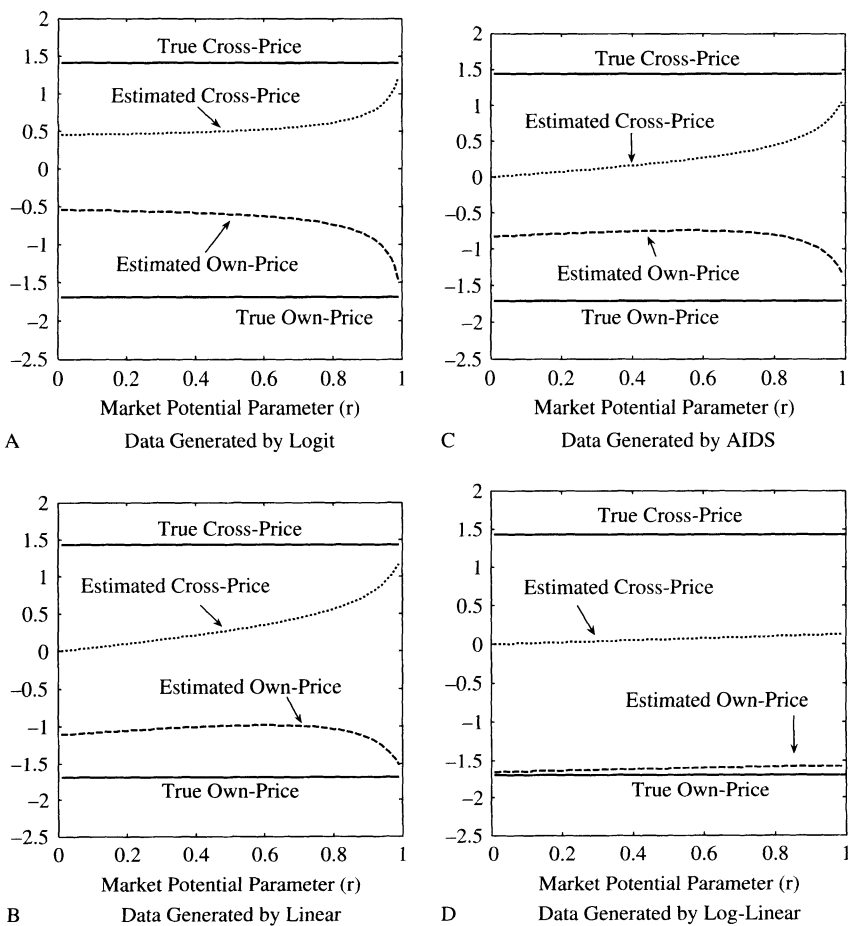 2
1.5
1
0.5
0
−0.5
−1
−1.5
−2
−2.5
True Cross-Price
Estimated Cross-Price
Estimated Own-Price
True Own-Price
0 0.2 0.4 0.6 0.8 1
Market Potential Parameter (r)
A Data Generated by Logit
2
1.5
1
0.5
0
−0.5
−1
−1.5
−2
−2.5
True Cross-Price
Estimated Cross-Price
Estimated Own-Price
True Own-Price
0 0.2 0.4 0.6 0.8 1
Market Potential Parameter (r)
C Data Generated by AIDS
2
1.5
1
0.5
0
−0.5
−1
−1.5
−2
−2.5
True Cross-Price
Estimated Cross-Price
Estimated Own-Price
True Own-Price
0 0.2 0.4 0.6 0.8 1
Market Potential Parameter (r)
B Data Generated by Linear
2
1.5
1
0.5
0
−0.5
−1
−1.5
−2
−2.5
True Cross-Price
Estimated Cross-Price
Estimated Own-Price
True Own-Price
0 0.2 0.4 0.6 0.8 1
Market Potential Parameter (r)
D Data Generated by Log-Linear